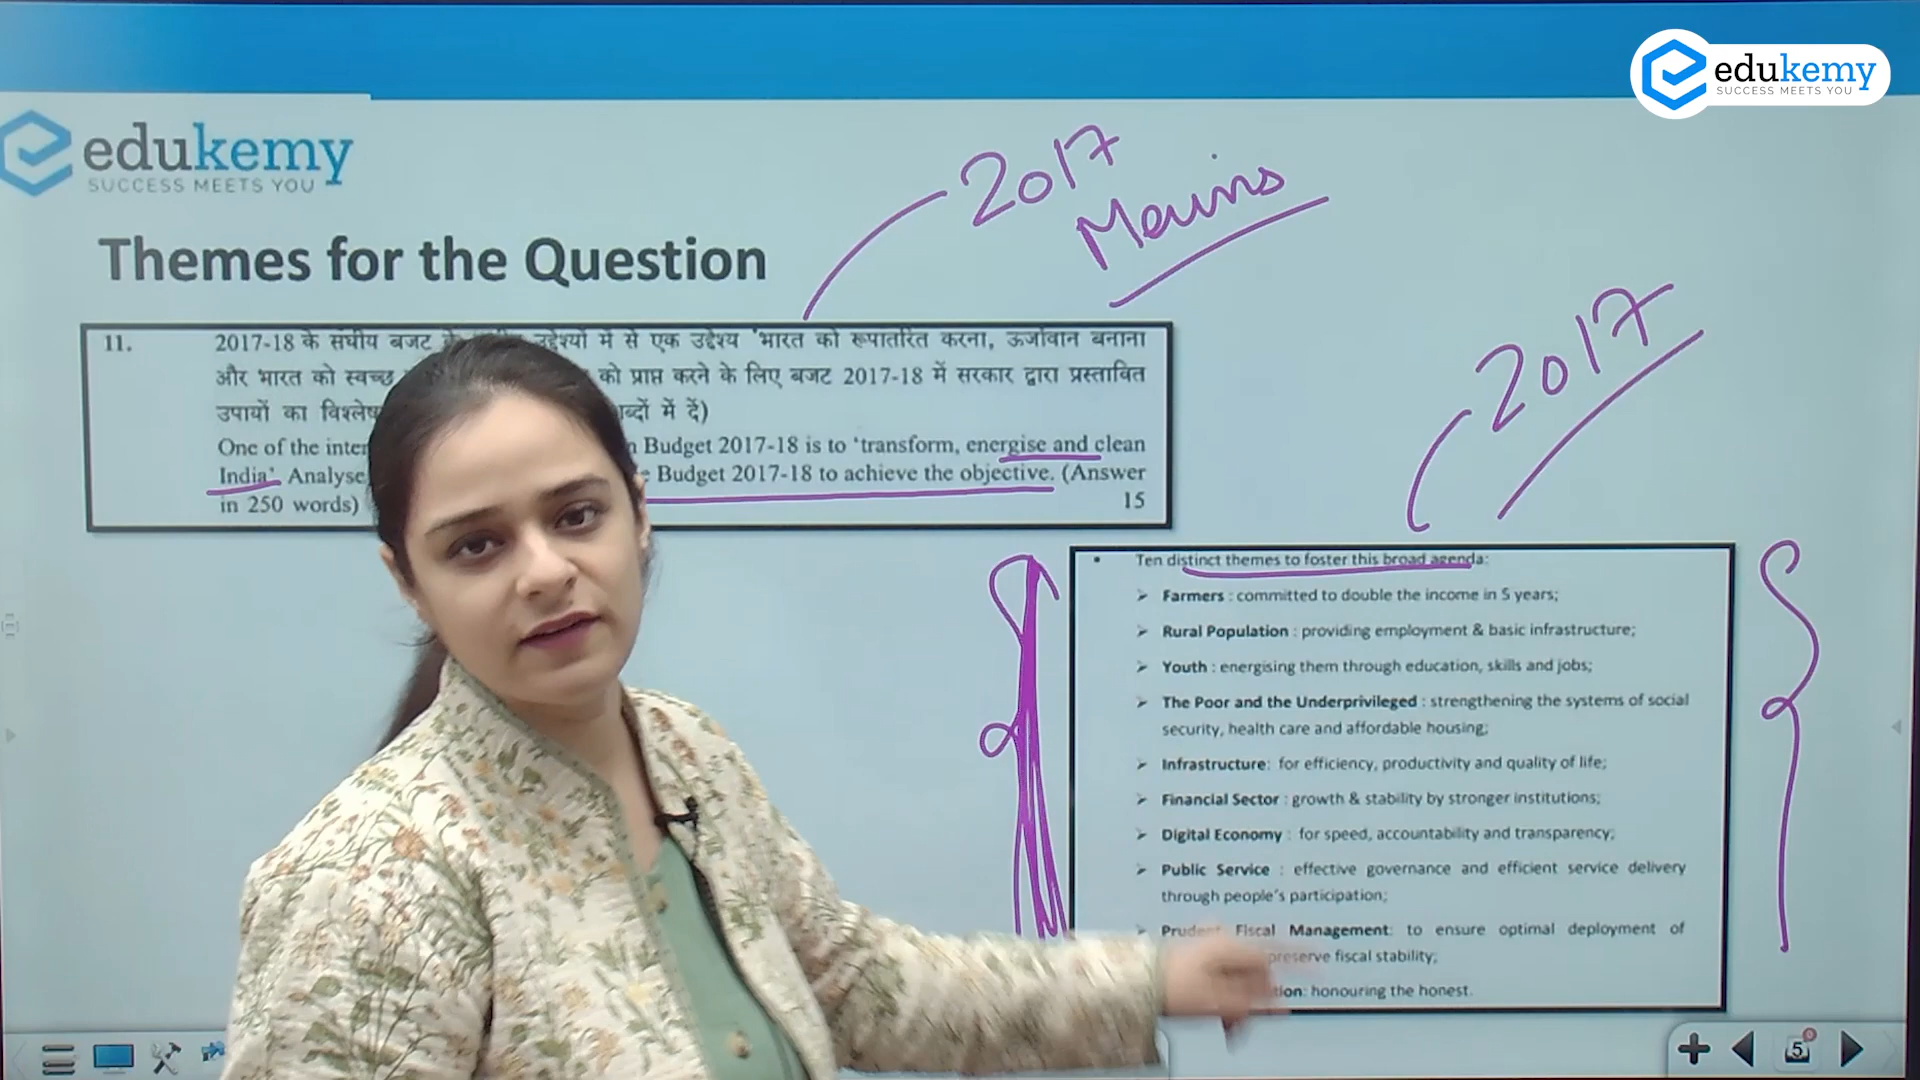 edukemy
SUCCESS MEETS YOU
edukemy
SUCCESS MEETS YOU
2017
Mains
Themes for the Question
2017
11. 2017-18 के संघीय बजट उद्देश्यों में से एक उद्देश्य 'भारत को रूपांतरित करना, ऊर्जावान बनाना
और भारत को स्वच्छ को प्राप्त करने के लिए बजट 2017-18 में सरकार द्वारा प्रस्तावित
उपायों का में दें)
One of the Budget 2017-18 is to 'transform, energise and clean
India' Analyse Budget 2017-18 to achieve the objective. (Answer
in 250 words) 15
• Ten distinct themes to foster this broad agenda:
➢ Farmers : committed to double the income in 5 years;
➢ Rural Population : providing employment & basic infrastructure;
➢ Youth : energising them through education, skills and jobs;
➢ The Poor and the Underprivileged : strengthening the systems of social
security, health care and affordable housing;
➢ Infrastructure: for efficiency, productivity and quality of life;
➢ Financial Sector : growth & stability by stronger institutions;
➢ Digital Economy : for speed, accountability and transparency;
➢ Public Service : effective governance and efficient service delivery
through people's participation;
➢ Prudent Fiscal Management: to ensure optimal deployment of
preserve fiscal stability;
honouring the honest.
5